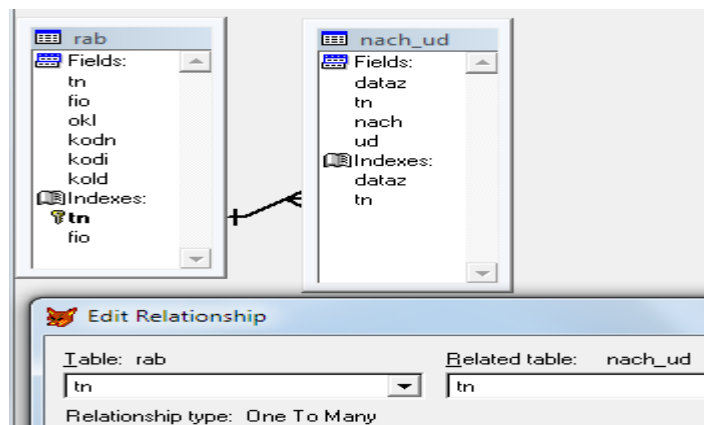 rab
Fields:
tn
fio
okl
kodn
kodi
kold
Indexes:
tn
fio
nach_ud
Fields:
dataz
tn
nach
ud
Indexes:
dataz
tn
Edit Relationship
Table: rab
Related table: nach_ud
tn
tn
Relationship type: One To Many